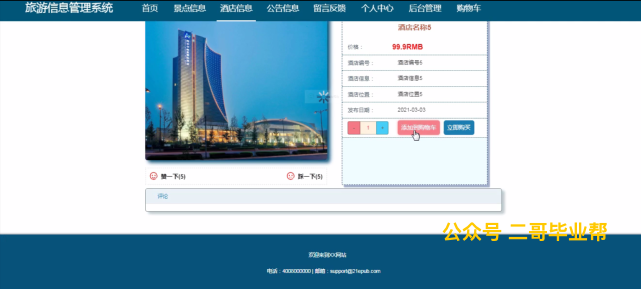 旅游信息管理系统 首页 景点信息 酒店信息 公告信息 留言反馈 个人中心 后台管理 购物车
酒店名称5
价格： 99.9RMB
酒店编号： 酒店编号5
酒店信息： 酒店信息5
酒店位置： 酒店位置5
发布日期： 2021-03-03
- 1 + 添加到购物车 立即购买
赞一下(5) 踩一下(5)
评论
公众号 二哥毕业帮
欢迎来到XX网站
电话：4008000000 | 邮箱：support@21epub.com